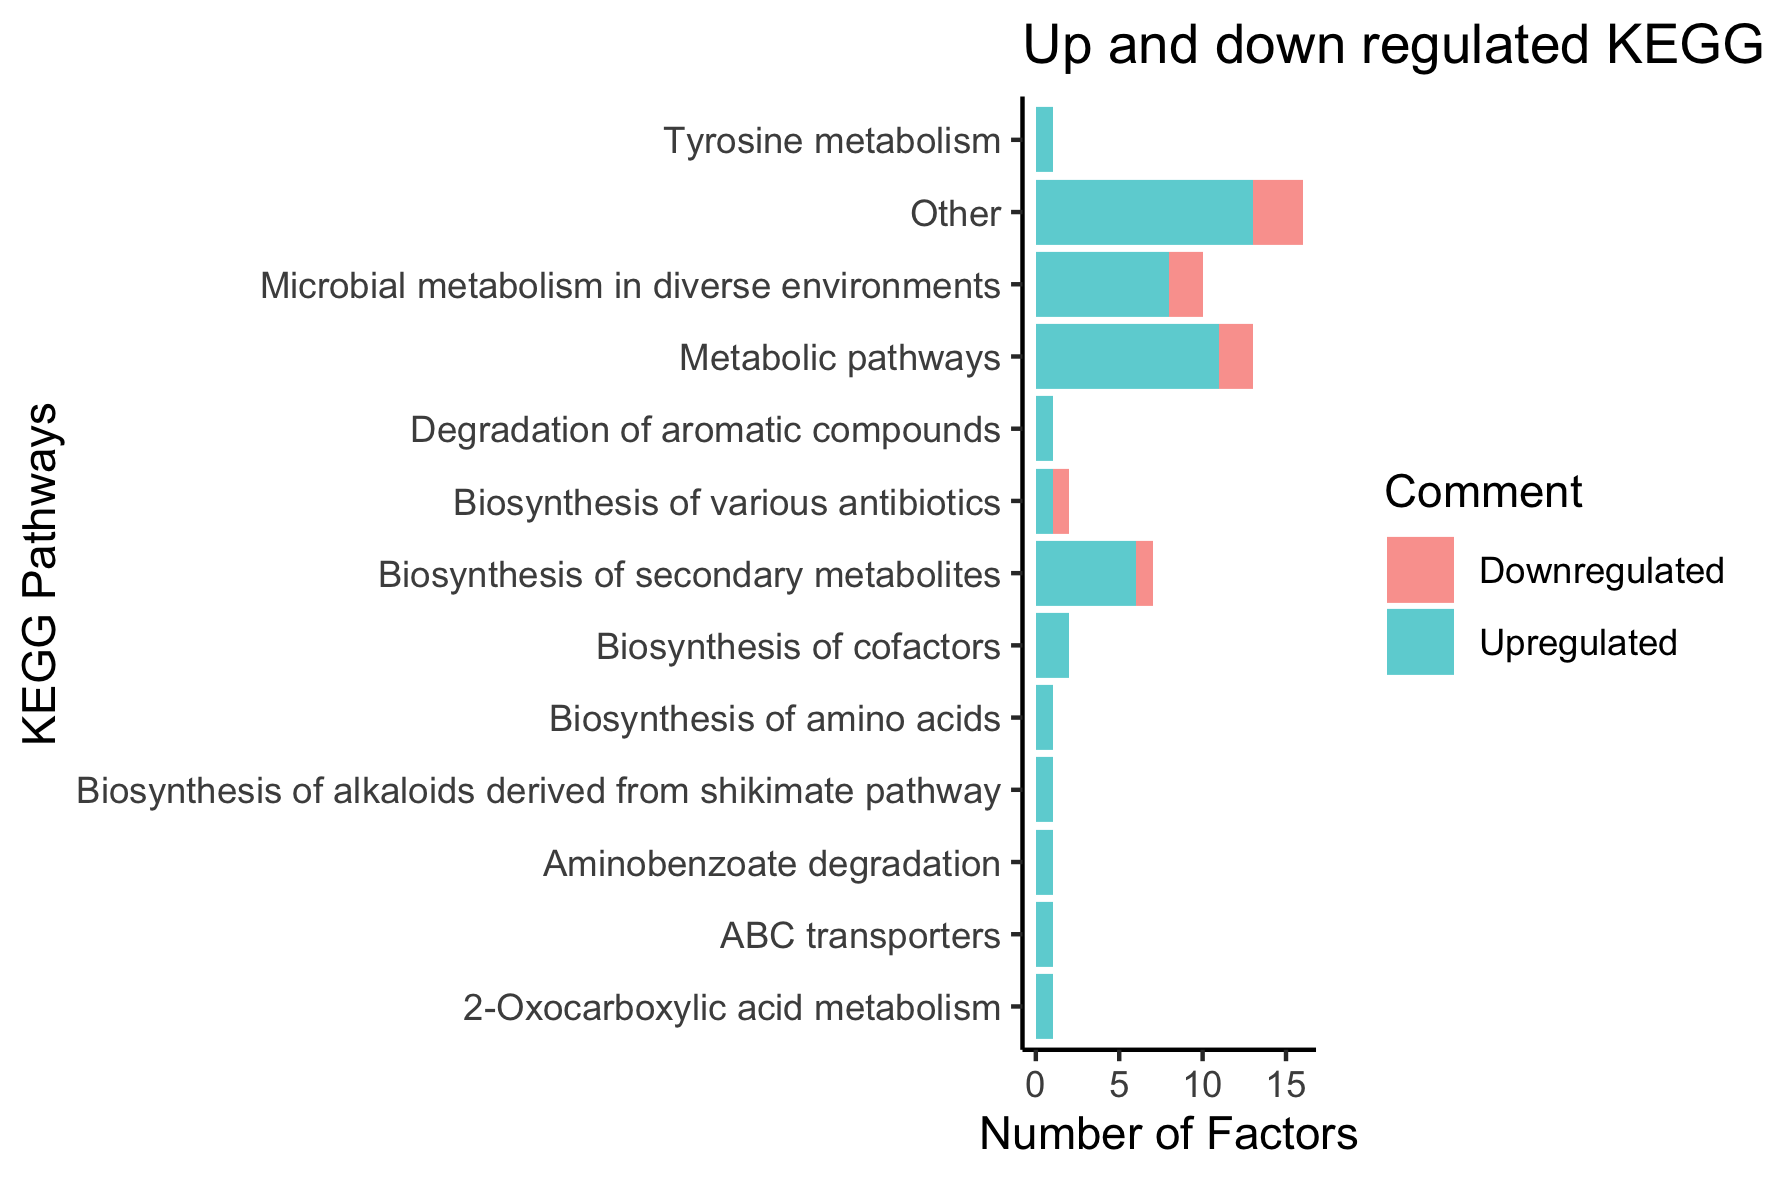 Up and down regulated KEGG
KEGG Pathways
Tyrosine metabolism
Other
Microbial metabolism in diverse environments
Metabolic pathways
Degradation of aromatic compounds
Biosynthesis of various antibiotics
Biosynthesis of secondary metabolites
Biosynthesis of cofactors
Biosynthesis of amino acids
Biosynthesis of alkaloids derived from shikimate pathway
Aminobenzoate degradation
ABC transporters
2-Oxocarboxylic acid metabolism
0 5 10 15
Number of Factors
Comment
Downregulated
Upregulated